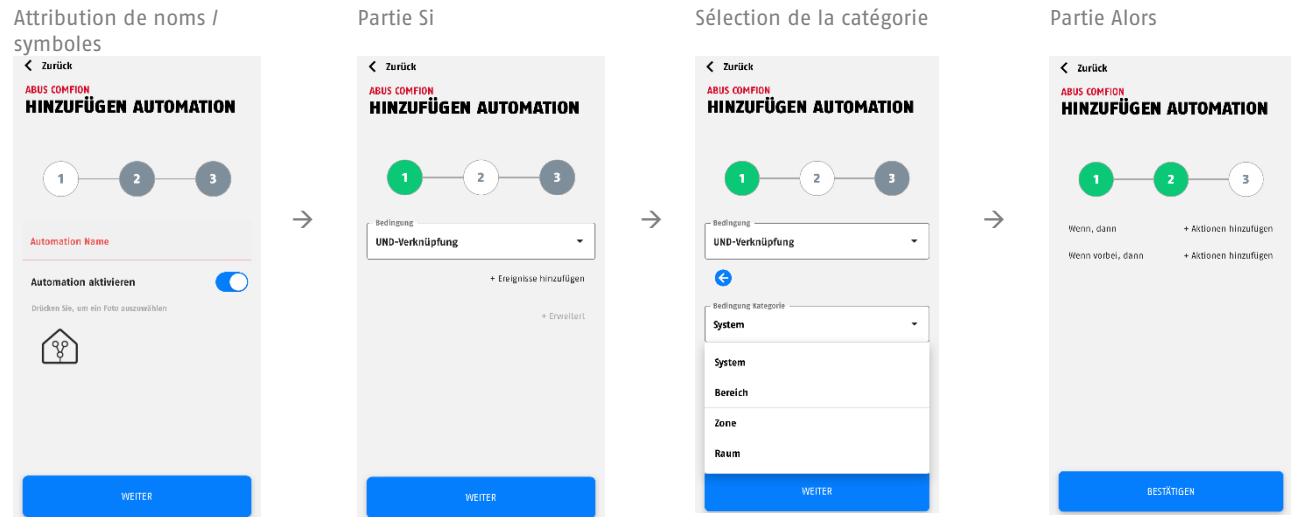 Attribution de noms /
symboles
Zurück
ABUS COMFION
HINZUFÜGEN AUTOMATION
1
2
3
Automation Name
Automation aktivieren
Drücken Sie, um ein Foto auszuwählen
WEITER
→
Partie Si
Zurück
ABUS COMFION
HINZUFÜGEN AUTOMATION
1
2
3
Bedingung
UND-Verknüpfung
+ Ereignisse hinzufügen
+ Erweitert
WEITER
→
Sélection de la catégorie
Zurück
ABUS COMFION
HINZUFÜGEN AUTOMATION
1
2
3
Bedingung
UND-Verknüpfung
Bedingung Kategorie
System
System
Bereich
Zone
Raum
WEITER
→
Partie Alors
Zurück
ABUS COMFION
HINZUFÜGEN AUTOMATION
1
2
3
Wenn, dann + Aktionen hinzufügen
Wenn vorbei, dann + Aktionen hinzufügen
BESTÄTIGEN